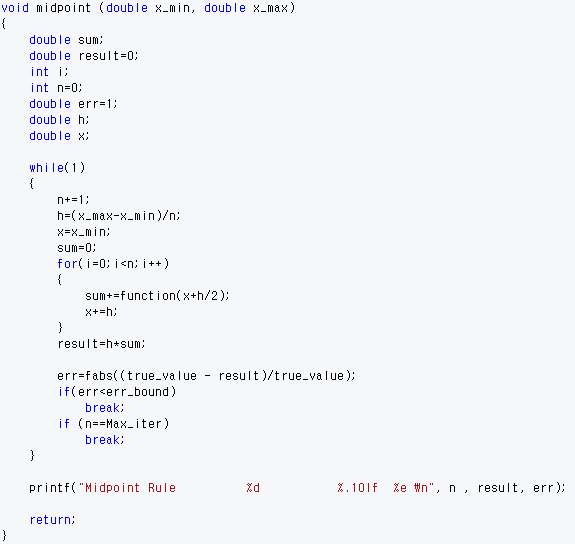 void midpoint (double x_min, double x_max)
{
    double sum;
    double result=0;
    int i;
    int n=0;
    double err=1;
    double h;
    double x;

    while(1)
    {
        n+=1;
        h=(x_max-x_min)/n;
        x=x_min;
        sum=0;
        for(i=0;i<n;i++)
        {
            sum+=function(x+h/2);
            x+=h;
        }
        result=h*sum;

        err=fabs((true_value - result)/true_value);
        if(err<err_bound)
            break;
        if (n==Max_iter)
            break;
    }

    printf("Midpoint Rule          %d           %.10lf  %e ₩n", n , result, err);

    return;
}